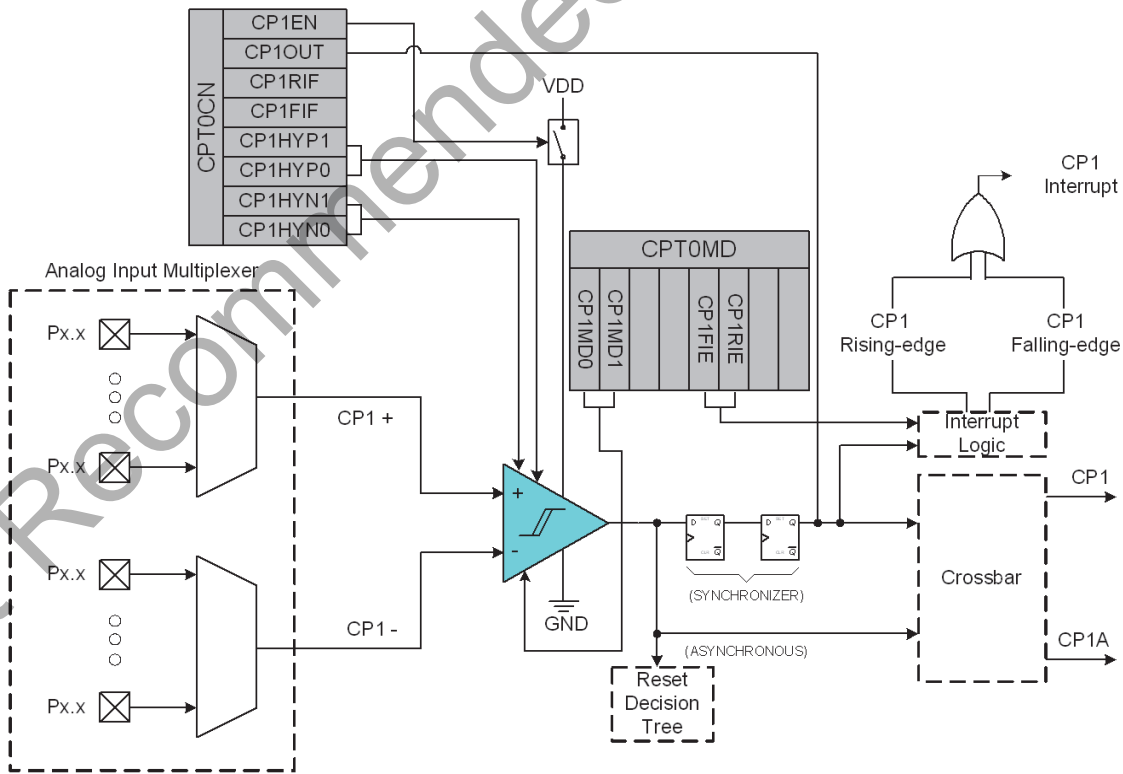 CPT0CN
CP1EN
CP1OUT
CP1RIF
CP1FIF
CP1HYP1
CP1HYP0
CP1HYN1
CP1HYN0
VDD
CP1
Interrupt
CPT0MD
CP1MD0
CP1MD1
CP1FIE
CP1RIE
CP1
Rising-edge
CP1
Falling-edge
Interrupt
Logic
Analog Input Multiplexer
Px.x
Px.x
Px.x
Px.x
CP1 +
CP1 -
+
-
GND
D
Q
Q
D
Q
Q
(SYNCHRONIZER)
(ASYNCHRONOUS)
Reset
Decision
Tree
Crossbar
CP1
CP1A
Recommended